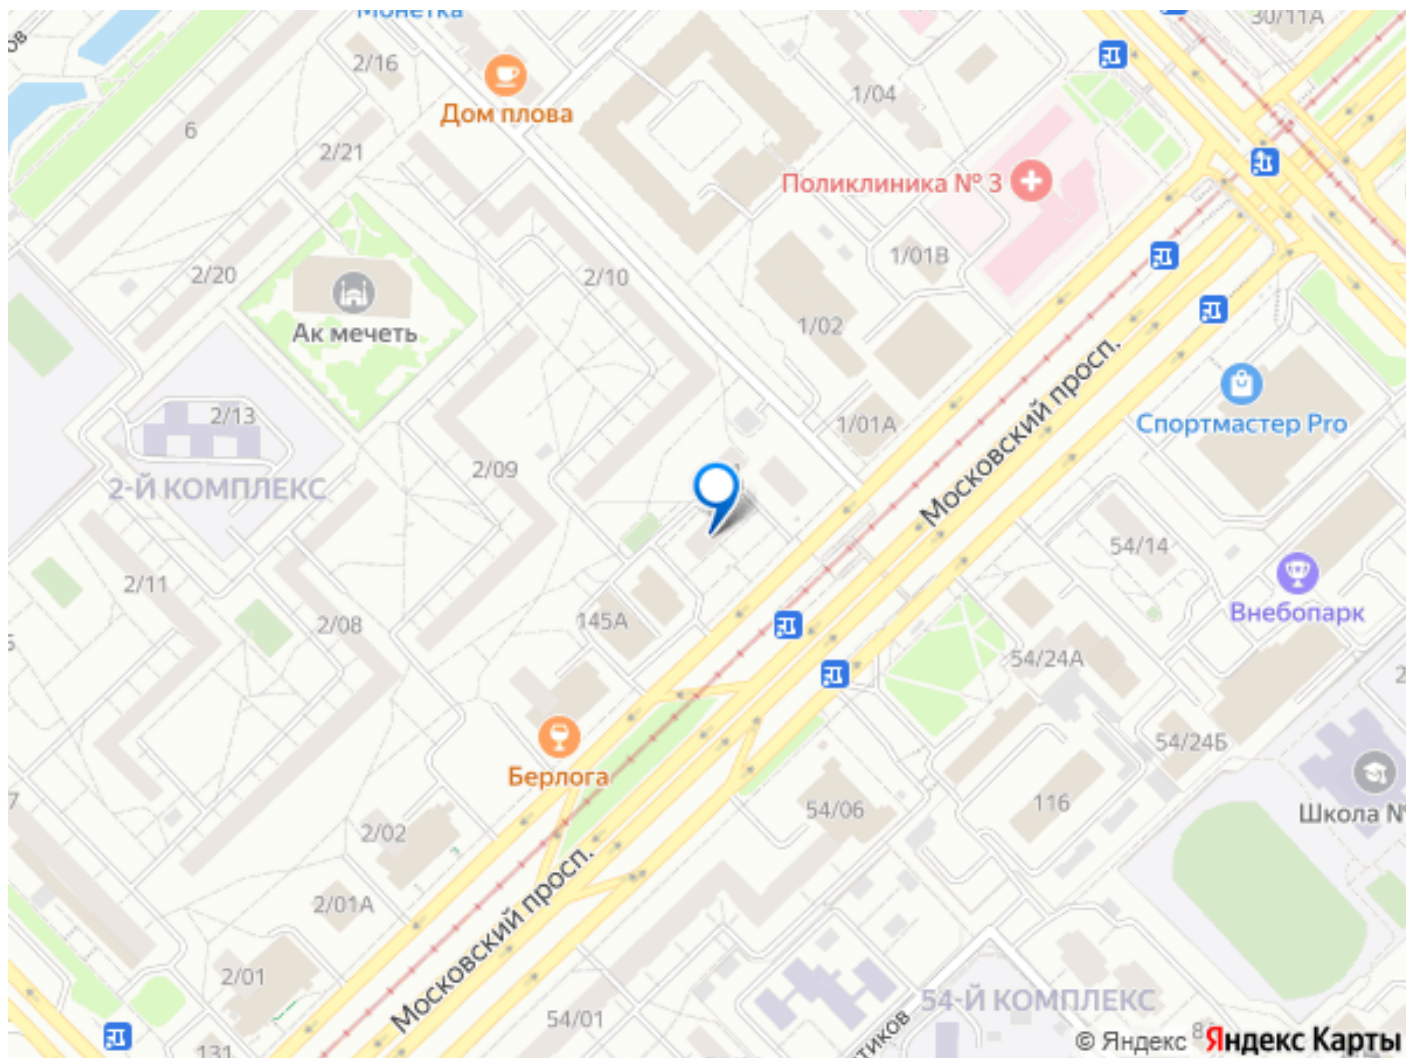 Монетка
30/11А
2/16
Дом плова
1/04
6
2/21
Поликлиника № 3
1/01В
2/20
2/10
Ак мечеть
1/02
Московский просп.
Спортмастер Pro
2/13
1/01А
2/09
2-Й КОМПЛЕКС
54/14
2/11
Внебопарк
2/08
145А
54/24А
54/24Б
Берлога
116
54/06
Школа №
2/02
2/01А
Московский просп.
2/01
54-Й КОМПЛЕКС
54/01
тиков
131
8
© Яндекс
Яндекс Карты